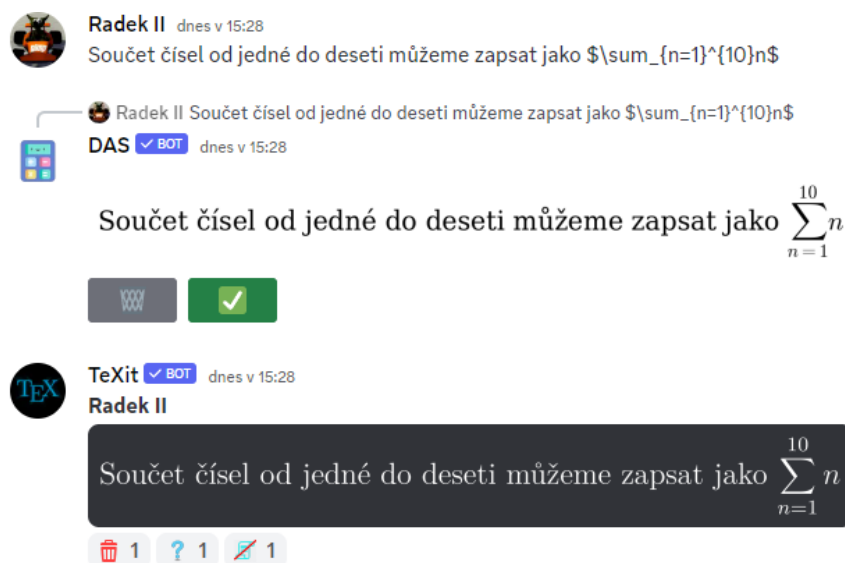 Radek II dnes v 15:28
Součet čísel od jedné do deseti můžeme zapsat jako $\sum_{n=1}^{10}n$
Radek II Součet čísel od jedné do deseti můžeme zapsat jako $\sum_{n=1}^{10}n$
DAS ✓ BOT dnes v 15:28
10
Součet čísel od jedné do deseti můžeme zapsat jako ∑n
n = 1
TeXit ✓ BOT dnes v 15:28
TEX
Radek II
10
Součet čísel od jedné do deseti můžeme zapsat jako ∑ n
n=1
1 ? 1 1